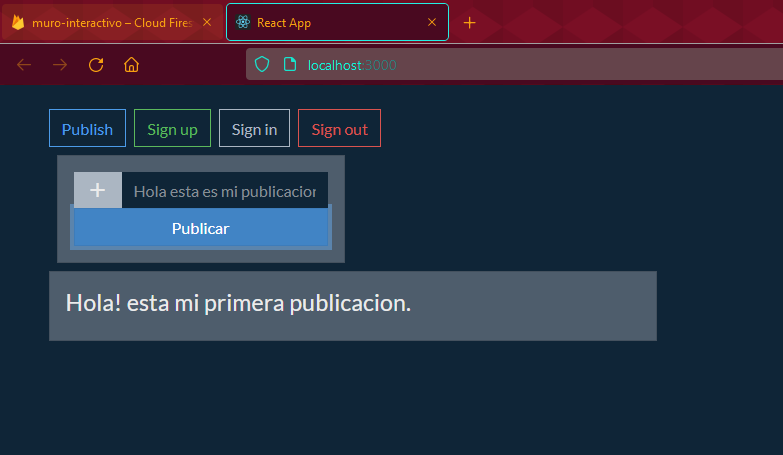 muro-interactivo – Cloud Fires
React App
localhost:3000
Publish Sign up Sign in Sign out
+ Hola esta es mi publicacion
Publicar
Hola! esta mi primera publicacion.